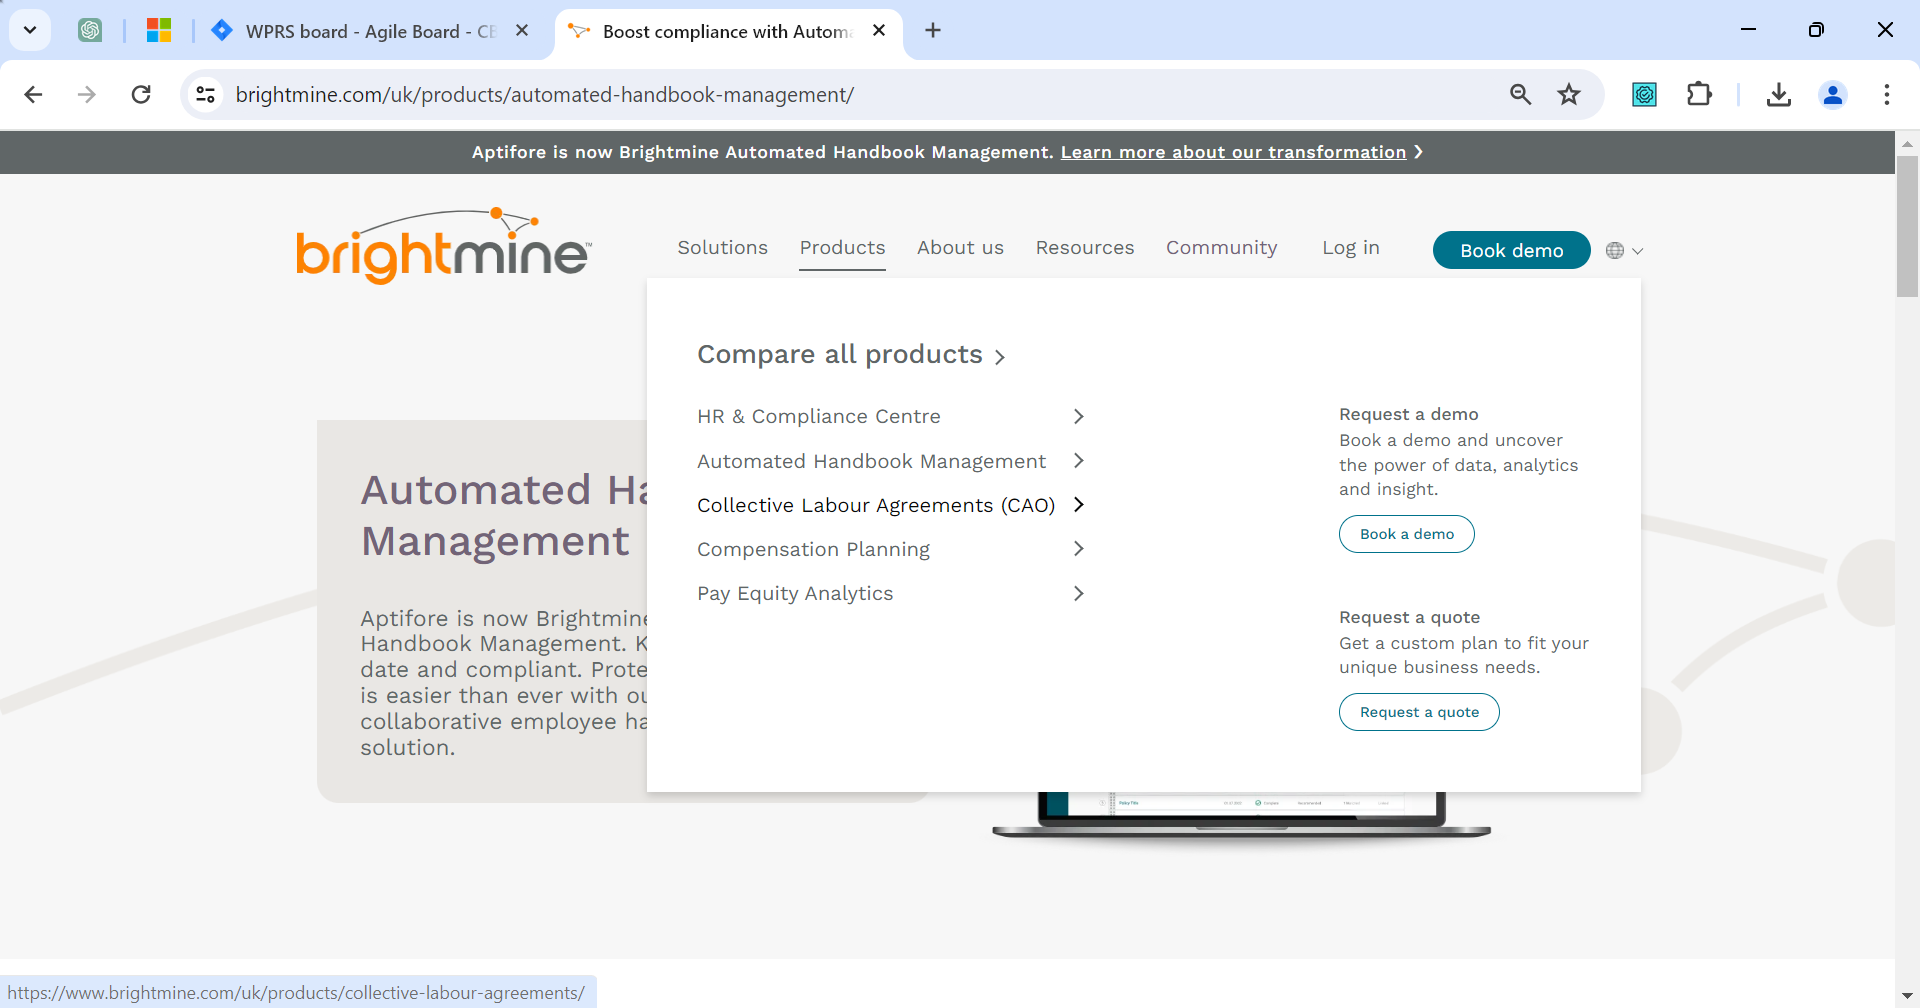 WPRS board - Agile Board - CE
Boost compliance with Autom
brightmine.com/uk/products/automated-handbook-management/
Aptifore is now Brightmine Automated Handbook Management. Learn more about our transformation
brightmine™
Solutions
Products
About us
Resources
Community
Log in
Book demo
Compare all products
HR & Compliance Centre
Automated Handbook Management
Collective Labour Agreements (CAO)
Compensation Planning
Pay Equity Analytics
Request a demo
Book a demo and uncover
the power of data, analytics
and insight.
Book a demo
Request a quote
Get a custom plan to fit your
unique business needs.
Request a quote
Automated Ha
Management
Aptifore is now Brightmine
Handbook Management. K
date and compliant. Prote
is easier than ever with ou
collaborative employee ha
solution.
Policy Title
https://www.brightmine.com/uk/products/collective-labour-agreements/